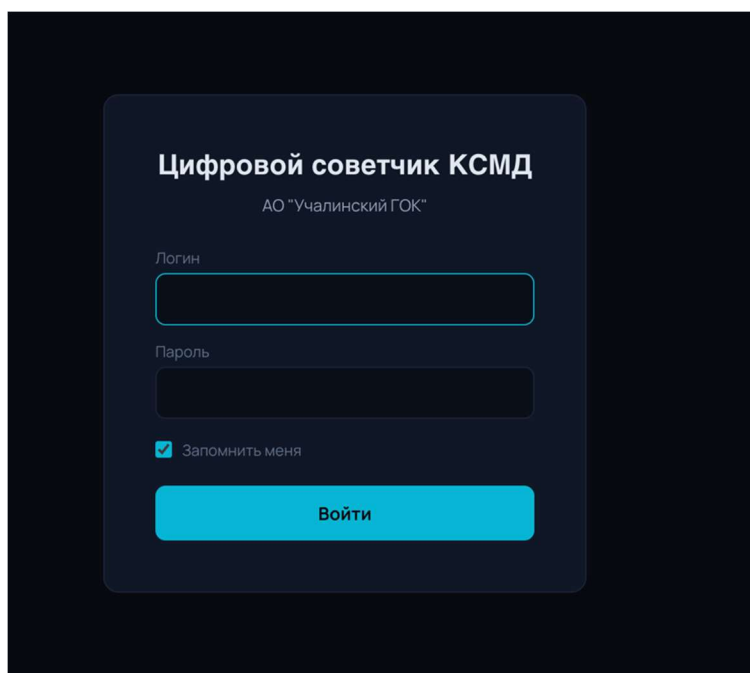 Цифровой советчик КСМД
АО "Учалинский ГОК"
Логин
Пароль
Запомнить меня
Войти